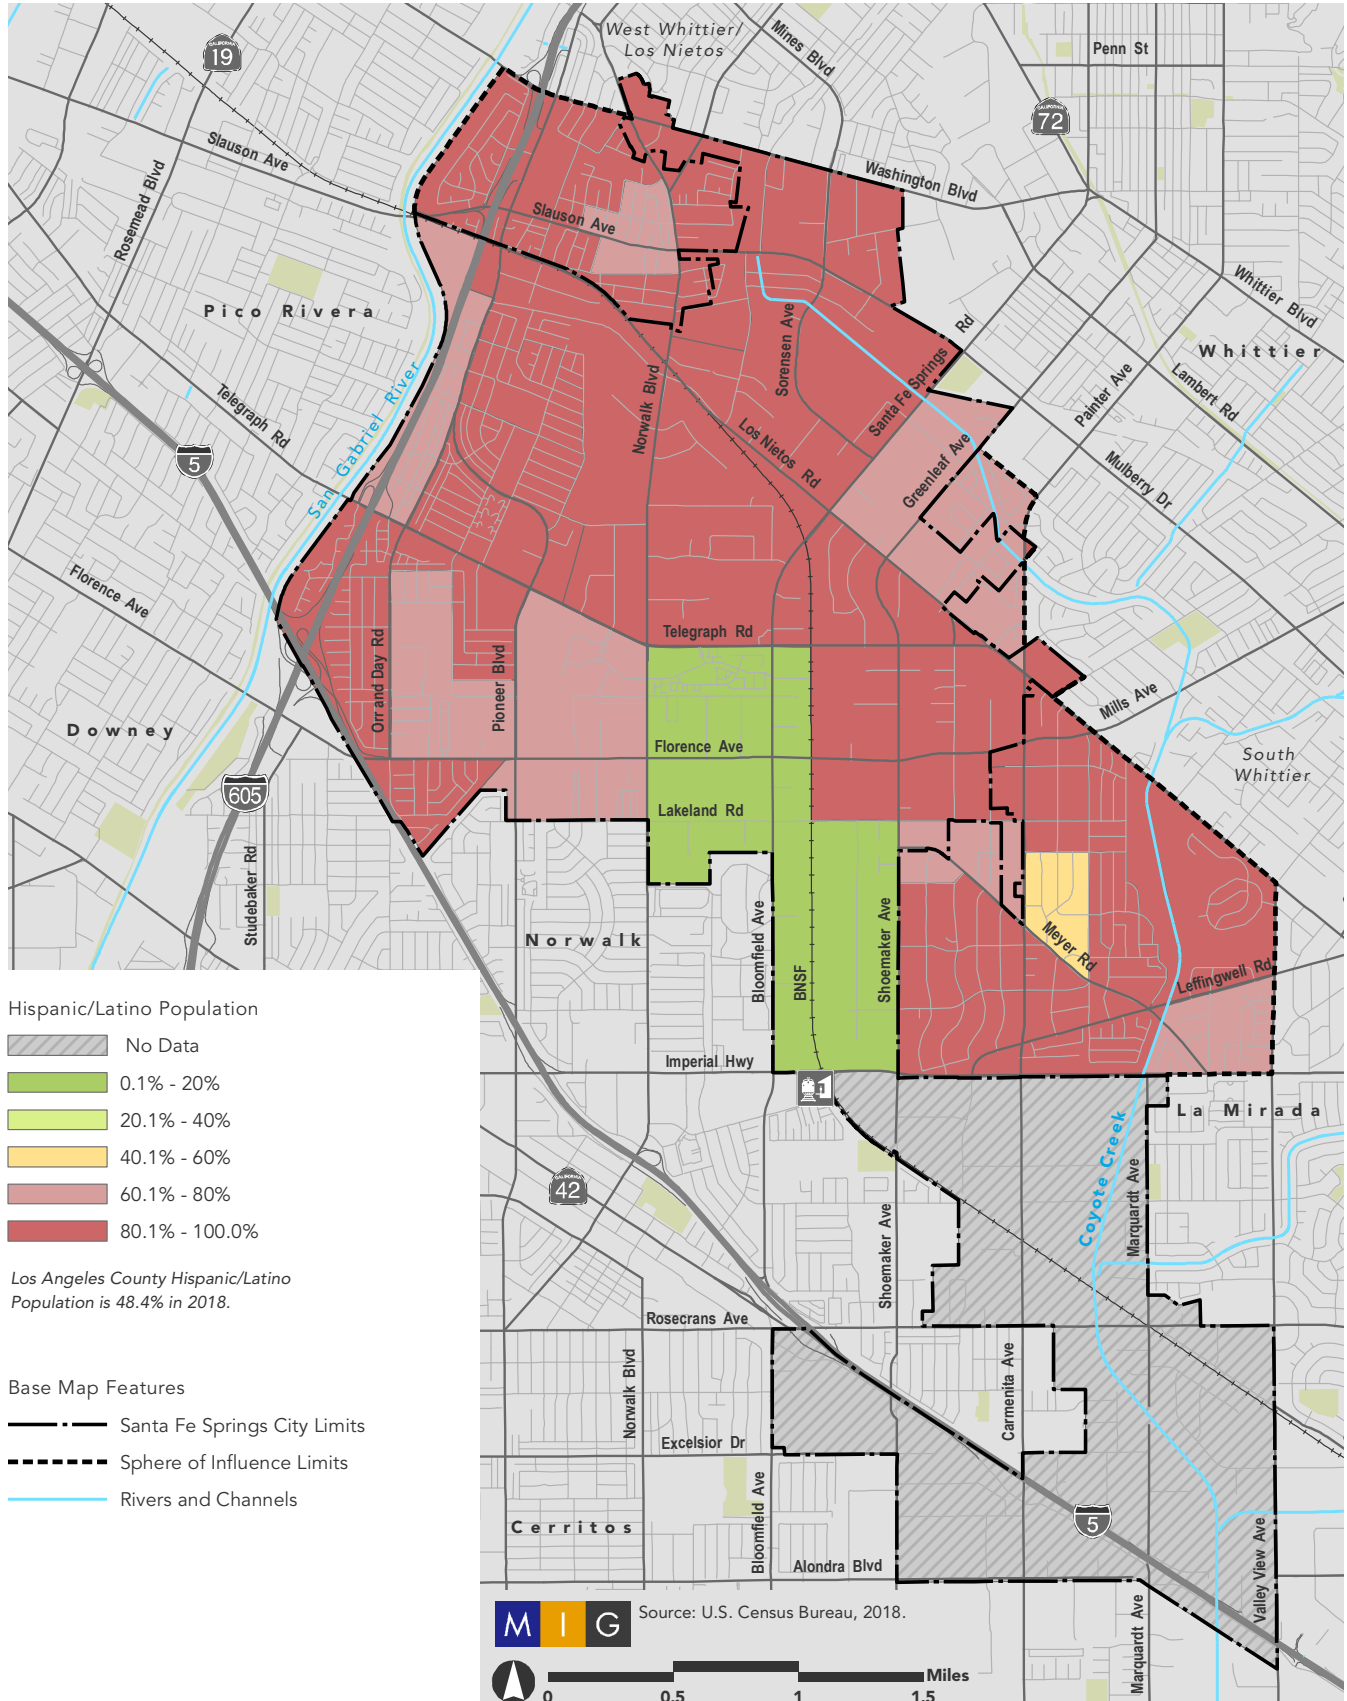 West Whittier/
Los Nietos
Mines Blvd
Penn St
CALIFORNIA
19
CALIFORNIA
72
Slauson Ave
Rosemead Blvd
Washington Blvd
Slauson Ave
Whittier Blvd
Pico Rivera
Whittier
Sorensen Ave
Santa Fe Springs
Rd
Norwalk Blvd
Painter Ave
Lambert Rd
Telegraph Rd
San Gabriel River
Los Nietos Rd
Greenleaf Ave
Mulberry Dr
5
Florence Ave
Telegraph Rd
Orr and Day Rd
Pioneer Blvd
Mills Ave
Downey
Florence Ave
South
Whittier
605
Lakeland Rd
Studebaker Rd
Norwalk
Bloomfield Ave
BNSF
Shoemaker Ave
Meyer Rd
Leffingwell Rd
Imperial Hwy
La Mirada
Hispanic/Latino Population
No Data
0.1% - 20%
20.1% - 40%
40.1% - 60%
60.1% - 80%
80.1% - 100.0%
Los Angeles County Hispanic/Latino
Population is 48.4% in 2018.
CALIFORNIA
42
Coyote Creek
Marquardt Ave
Shoemaker Ave
Rosecrans Ave
Norwalk Blvd
Carmenita Ave
Excelsior Dr
Base Map Features
Santa Fe Springs City Limits
Sphere of Influence Limits
Rivers and Channels
Cerritos
Bloomfield Ave
5
Alondra Blvd
Valley View Ave
Marquardt Ave
M I G
Source: U.S. Census Bureau, 2018.
Miles
0 0.5 1 1.5